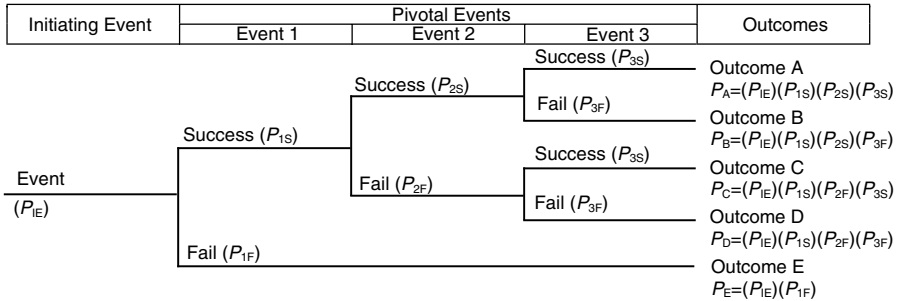 Initiating Event
Pivotal Events
Event 1
Event 2
Event 3
Outcomes
Success (P3S)
Outcome A
PA=(PIE)(P1S)(P2S)(P3S)
Success (P2S)
Fail (P3F)
Outcome B
PB=(PIE)(P1S)(P2S)(P3F)
Success (P1S)
Success (P3S)
Outcome C
PC=(PIE)(P1S)(P2F)(P3S)
Event
(PIE)
Fail (P2F)
Fail (P3F)
Outcome D
PD=(PIE)(P1S)(P2F)(P3F)
Fail (P1F)
Outcome E
PE=(PIE)(P1F)